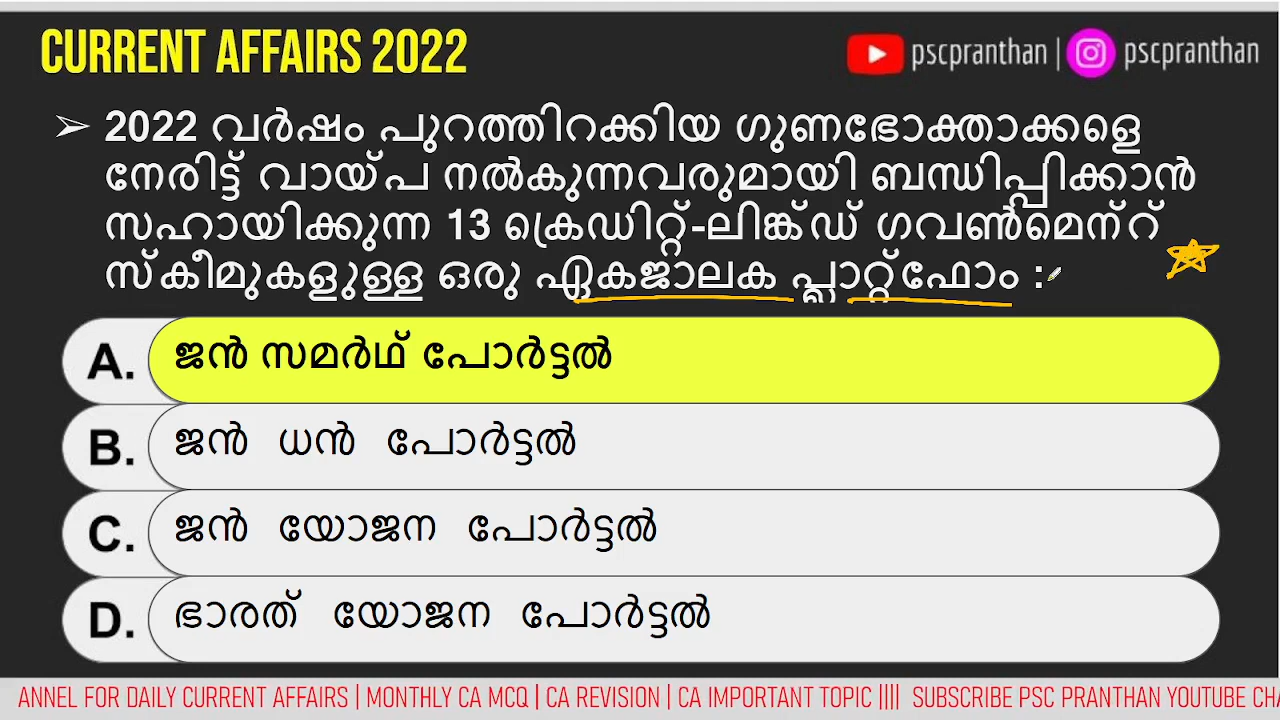 CURRENT AFFAIRS 2022
pscpranthan | pscpranthan
➢ 2022 വർഷം പുറത്തിറക്കിയ ഗുണഭോക്താക്കളെ
നേരിട്ട് വായ്പ നൽകുന്നവരുമായി ബന്ധിപ്പിക്കാൻ
സഹായിക്കുന്ന 13 ക്രെഡിറ്റ്-ലിങ്ക്ഡ് ഗവൺമെന്റ്
സ്കീമുകളുള്ള ഒരു ഏകജാലക പ്ലാറ്റ്ഫോം :
A. ജൻ സമർഥ് പോർട്ടൽ
B. ജൻ ധൻ പോർട്ടൽ
C. ജൻ യോജന പോർട്ടൽ
D. ഭാരത് യോജന പോർട്ടൽ
ANNEL FOR DAILY CURRENT AFFAIRS | MONTHLY CA MCQ | CA REVISION | CA IMPORTANT TOPIC |||| SUBSCRIBE PSC PRANTHAN YOUTUBE CHA